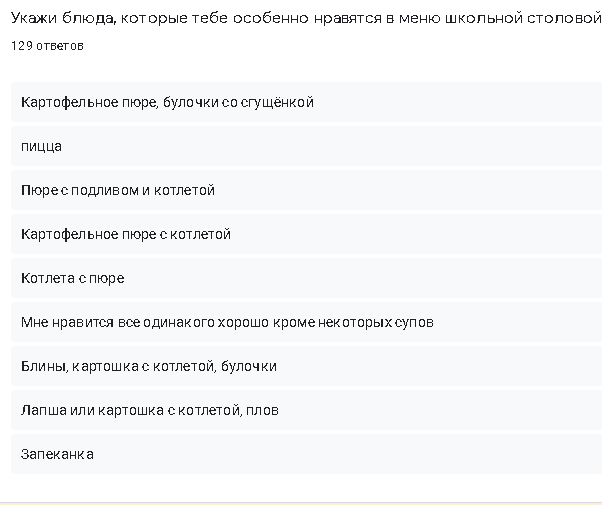 Укажи блюда, которые тебе особенно нравятся в меню школьной столовой
129 ответов
Картофельное пюре, булочки со сгущёнкой
пицца
Пюре с подливом и котлетой
Картофельное пюре с котлетой
Котлета с пюре
Мне нравится все одинакого хорошо кроме некоторых супов
Блины, картошка с котлетой, булочки
Лапша или картошка с котлетой, плов
Запеканка